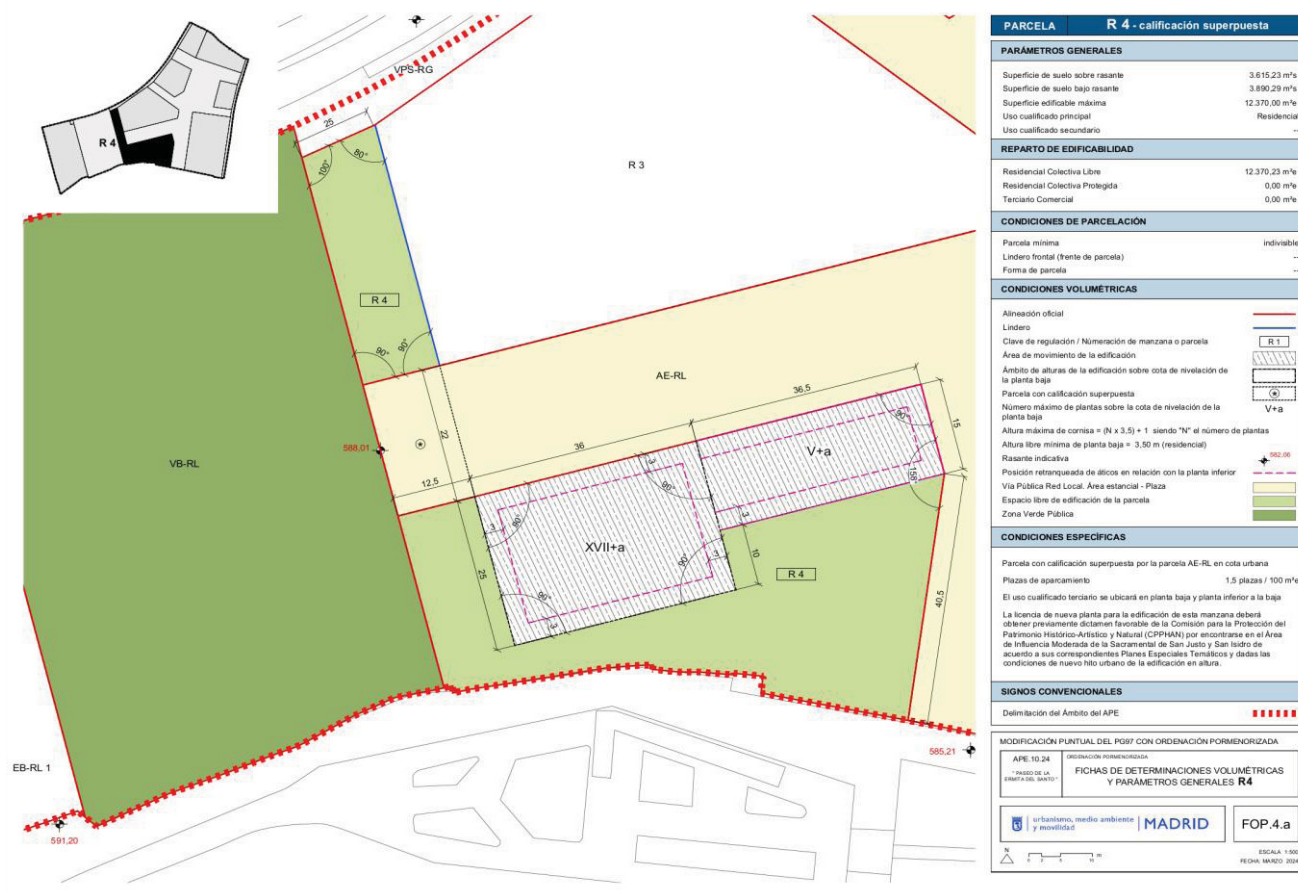 R 4
VPS-RG
25
80°
100°
R 3
R 4
90°
90°
AE-RL
36,5
15
90°
V+a
158°
22
36
588,01
VB-RL
12,5
3
90°
3
90°
XVII+a
3
10
90°
3
R 4
25
90°
3
40,5
585,21
EB-RL 1
591,20
PARCELA R 4 - calificación superpuesta
PARÁMETROS GENERALES
Superficie de suelo sobre rasante 3.615,23 m²s
Superficie de suelo bajo rasante 3.890,29 m²s
Superficie edificable máxima 12.370,00 m²e
Uso cualificado principal Residencial
Uso cualificado secundario --
REPARTO DE EDIFICABILIDAD
Residencial Colectiva Libre 12.370,23 m²e
Residencial Colectiva Protegida 0,00 m²e
Terciario Comercial 0,00 m²e
CONDICIONES DE PARCELACIÓN
Parcela mínima indivisible
Lindero frontal (frente de parcela) --
Forma de parcela --
CONDICIONES VOLUMÉTRICAS
Alineación oficial
Lindero
Clave de regulación / Númeración de manzana o parcela R 1
Área de movimiento de la edificación
Ámbito de alturas de la edificación sobre cota de nivelación de
la planta baja
Parcela con calificación superpuesta
Número máximo de plantas sobre la cota de nivelación de la V+a
planta baja
Altura máxima de cornisa = (N x 3,5) + 1 siendo "N" el número de plantas
Altura libre mínima de planta baja = 3,50 m (residencial)
Rasante indicativa 582,06
Posición retranqueada de áticos en relación con la planta inferior
Vía Pública Red Local. Área estancial - Plaza
Espacio libre de edificación de la parcela
Zona Verde Pública
CONDICIONES ESPECÍFICAS
Parcela con calificación superpuesta por la parcela AE-RL en cota urbana
Plazas de aparcamiento 1,5 plazas / 100 m²e
El uso cualificado terciario se ubicará en planta baja y planta inferior a la baja
La licencia de nueva planta para la edificación de esta manzana deberá
obtener previamente dictamen favorable de la Comisión para la Protección del
Patrimonio Histórico-Artístico y Natural (CPPHAN) por encontrarse en el Área
de Influencia Moderada de la Sacramental de San Justo y San Isidro de
acuerdo a sus correspondientes Planes Especiales Temáticos y dadas las
condiciones de nuevo hito urbano de la edificación en altura.
SIGNOS CONVENCIONALES
Delimitación del Ámbito del APE
MODIFICACIÓN PUNTUAL DEL PG97 CON ORDENACIÓN PORMENORIZADA
APE.10.24
" PASEO DE LA
ERMITA DEL SANTO "
ORDENACIÓN PORMENORIZADA
FICHAS DE DETERMINACIONES VOLUMÉTRICAS
Y PARÁMETROS GENERALES R4
urbanismo, medio ambiente
y movilidad
MADRID
FOP.4.a
N
m
ESCALA 1:500
FECHA: MARZO 2024